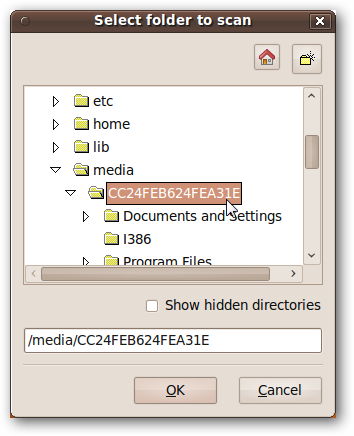 Select folder to scan
etc
home
lib
media
CC24FEB624FEA31E
Documents and Settings
I386
Program Files
Show hidden directories
/media/CC24FEB624FEA31E
OK
Cancel